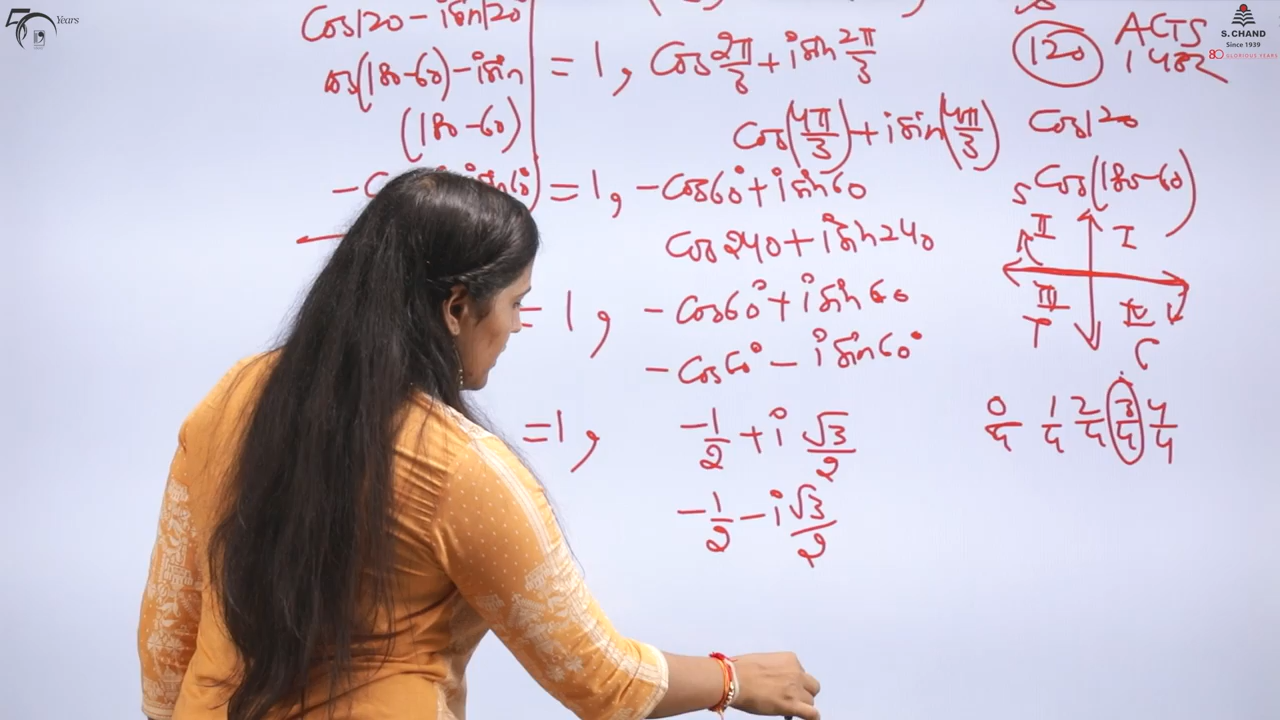 50 Years
S. CHAND
Since 1939
80 GLORIOUS YEARS
Cos120 - isin120
cos(180-60) - isin
(180-60)
= 1, Cos 2π/3 + isin 2π/3
Cos(4π/3) + isin(4π/3)
= 1, -Cos60° + isin60
Cos240 + isin240
= 1, -Cos60° + isin60
-Cos60° - isin60°
= 1, -1/2 + i √3/2
-1/2 - i √3/2
120
ACTS
1432
Cos120
Cos(180-60)
S II I
III IV
T C
0/4 1/4 2/4 3/4 4/4